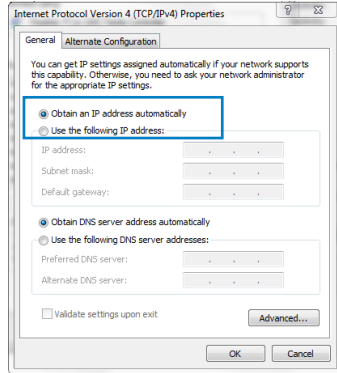 Internet Protocol Version 4 (TCP/IPv4) Properties
General Alternate Configuration
You can get IP settings assigned automatically if your network supports
this capability. Otherwise, you need to ask your network administrator
for the appropriate IP settings.
Obtain an IP address automatically
Use the following IP address:
IP address:
Subnet mask:
Default gateway:
Obtain DNS server address automatically
Use the following DNS server addresses:
Preferred DNS server:
Alternate DNS server:
Validate settings upon exit
Advanced...
OK Cancel